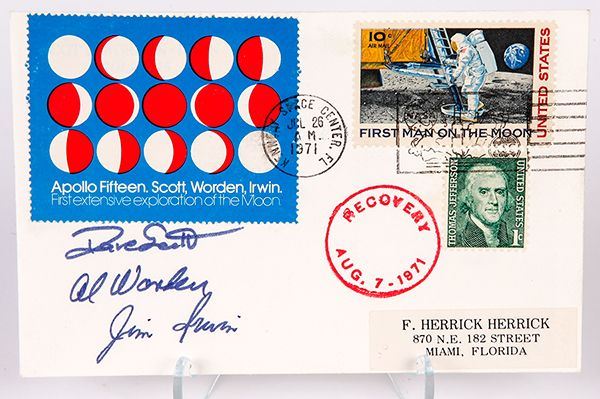 Apollo Fifteen. Scott, Worden, Irwin.
First extensive exploration of the Moon.
10¢
AIR MAIL
UNITED STATES
FIRST MAN ON THE MOON
KENNEDY SPACE CENTER, FL
JUL 26
A.M.
1971
THOMAS JEFFERSON
UNITED STATES
1¢
RECOVERY
AUG. 7 - 1971
Dave Scott
Al Worden
Jim Irwin
F. HERRICK HERRICK
870 N.E. 182 STREET
MIAMI, FLORIDA